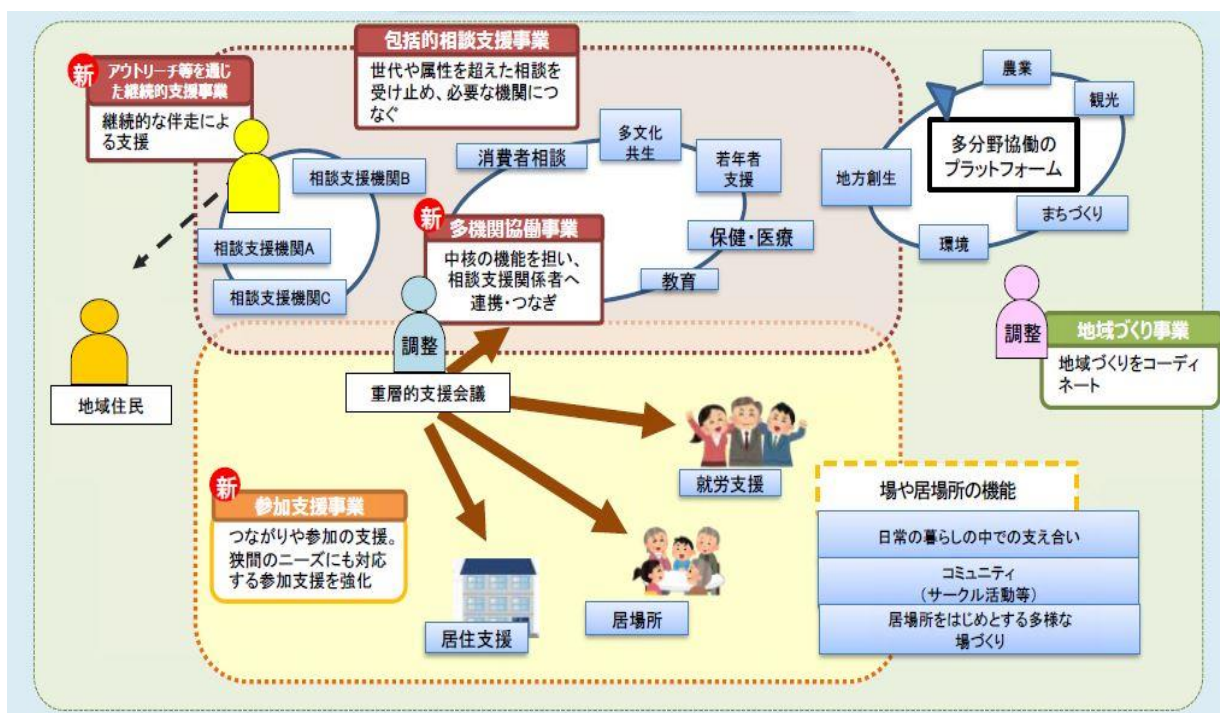 包括的相談支援事業
世代や属性を超えた相談を
受け止め、必要な機関につ
なぐ
新
アウトリーチ等を通じ
た継続的支援事業
継続的な伴走によ
る支援
相談支援機関B
相談支援機関A
相談支援機関C
消費者相談
多文化
共生
若年者
支援
保健・医療
教育
新
多機関協働事業
中核の機能を担い、
相談支援関係者へ
連携・つなぎ
農業
観光
多分野協働の
プラットフォーム
地方創生
まちづくり
環境
調整
地域づくり事業
地域づくりをコーディ
ネート
地域住民
調整
重層的支援会議
就労支援
新
参加支援事業
つながりや参加の支援。
狭間のニーズにも対応
する参加支援を強化
居住支援
居場所
場や居場所の機能
日常の暮らしの中での支え合い
コミュニティ
(サークル活動等)
居場所をはじめとする多様な
場づくり